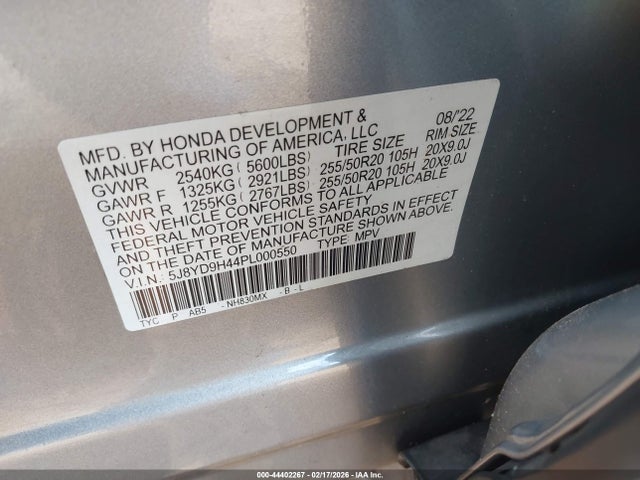 MFD. BY HONDA DEVELOPMENT & 08/'22
MANUFACTURING OF AMERICA, LLC
GVWR 2540KG ( 5600LBS) TIRE SIZE RIM SIZE
GAWR F 1325KG ( 2921LBS) 255/50R20 105H 20X9.0J
GAWR R 1255KG ( 2767LBS) 255/50R20 105H 20X9.0J
THIS VEHICLE CONFORMS TO ALL APPLICABLE
FEDERAL MOTOR VEHICLE SAFETY
AND THEFT PREVENTION STANDARDS IN EFFECT
ON THE DATE OF MANUFACTURE SHOWN ABOVE.
V.I.N.: 5J8YD9H44PL000550 TYPE: MPV
TYC P AB5 - NH830MX - B - L
000-44402267 - 02/17/2026 - IAA Inc.